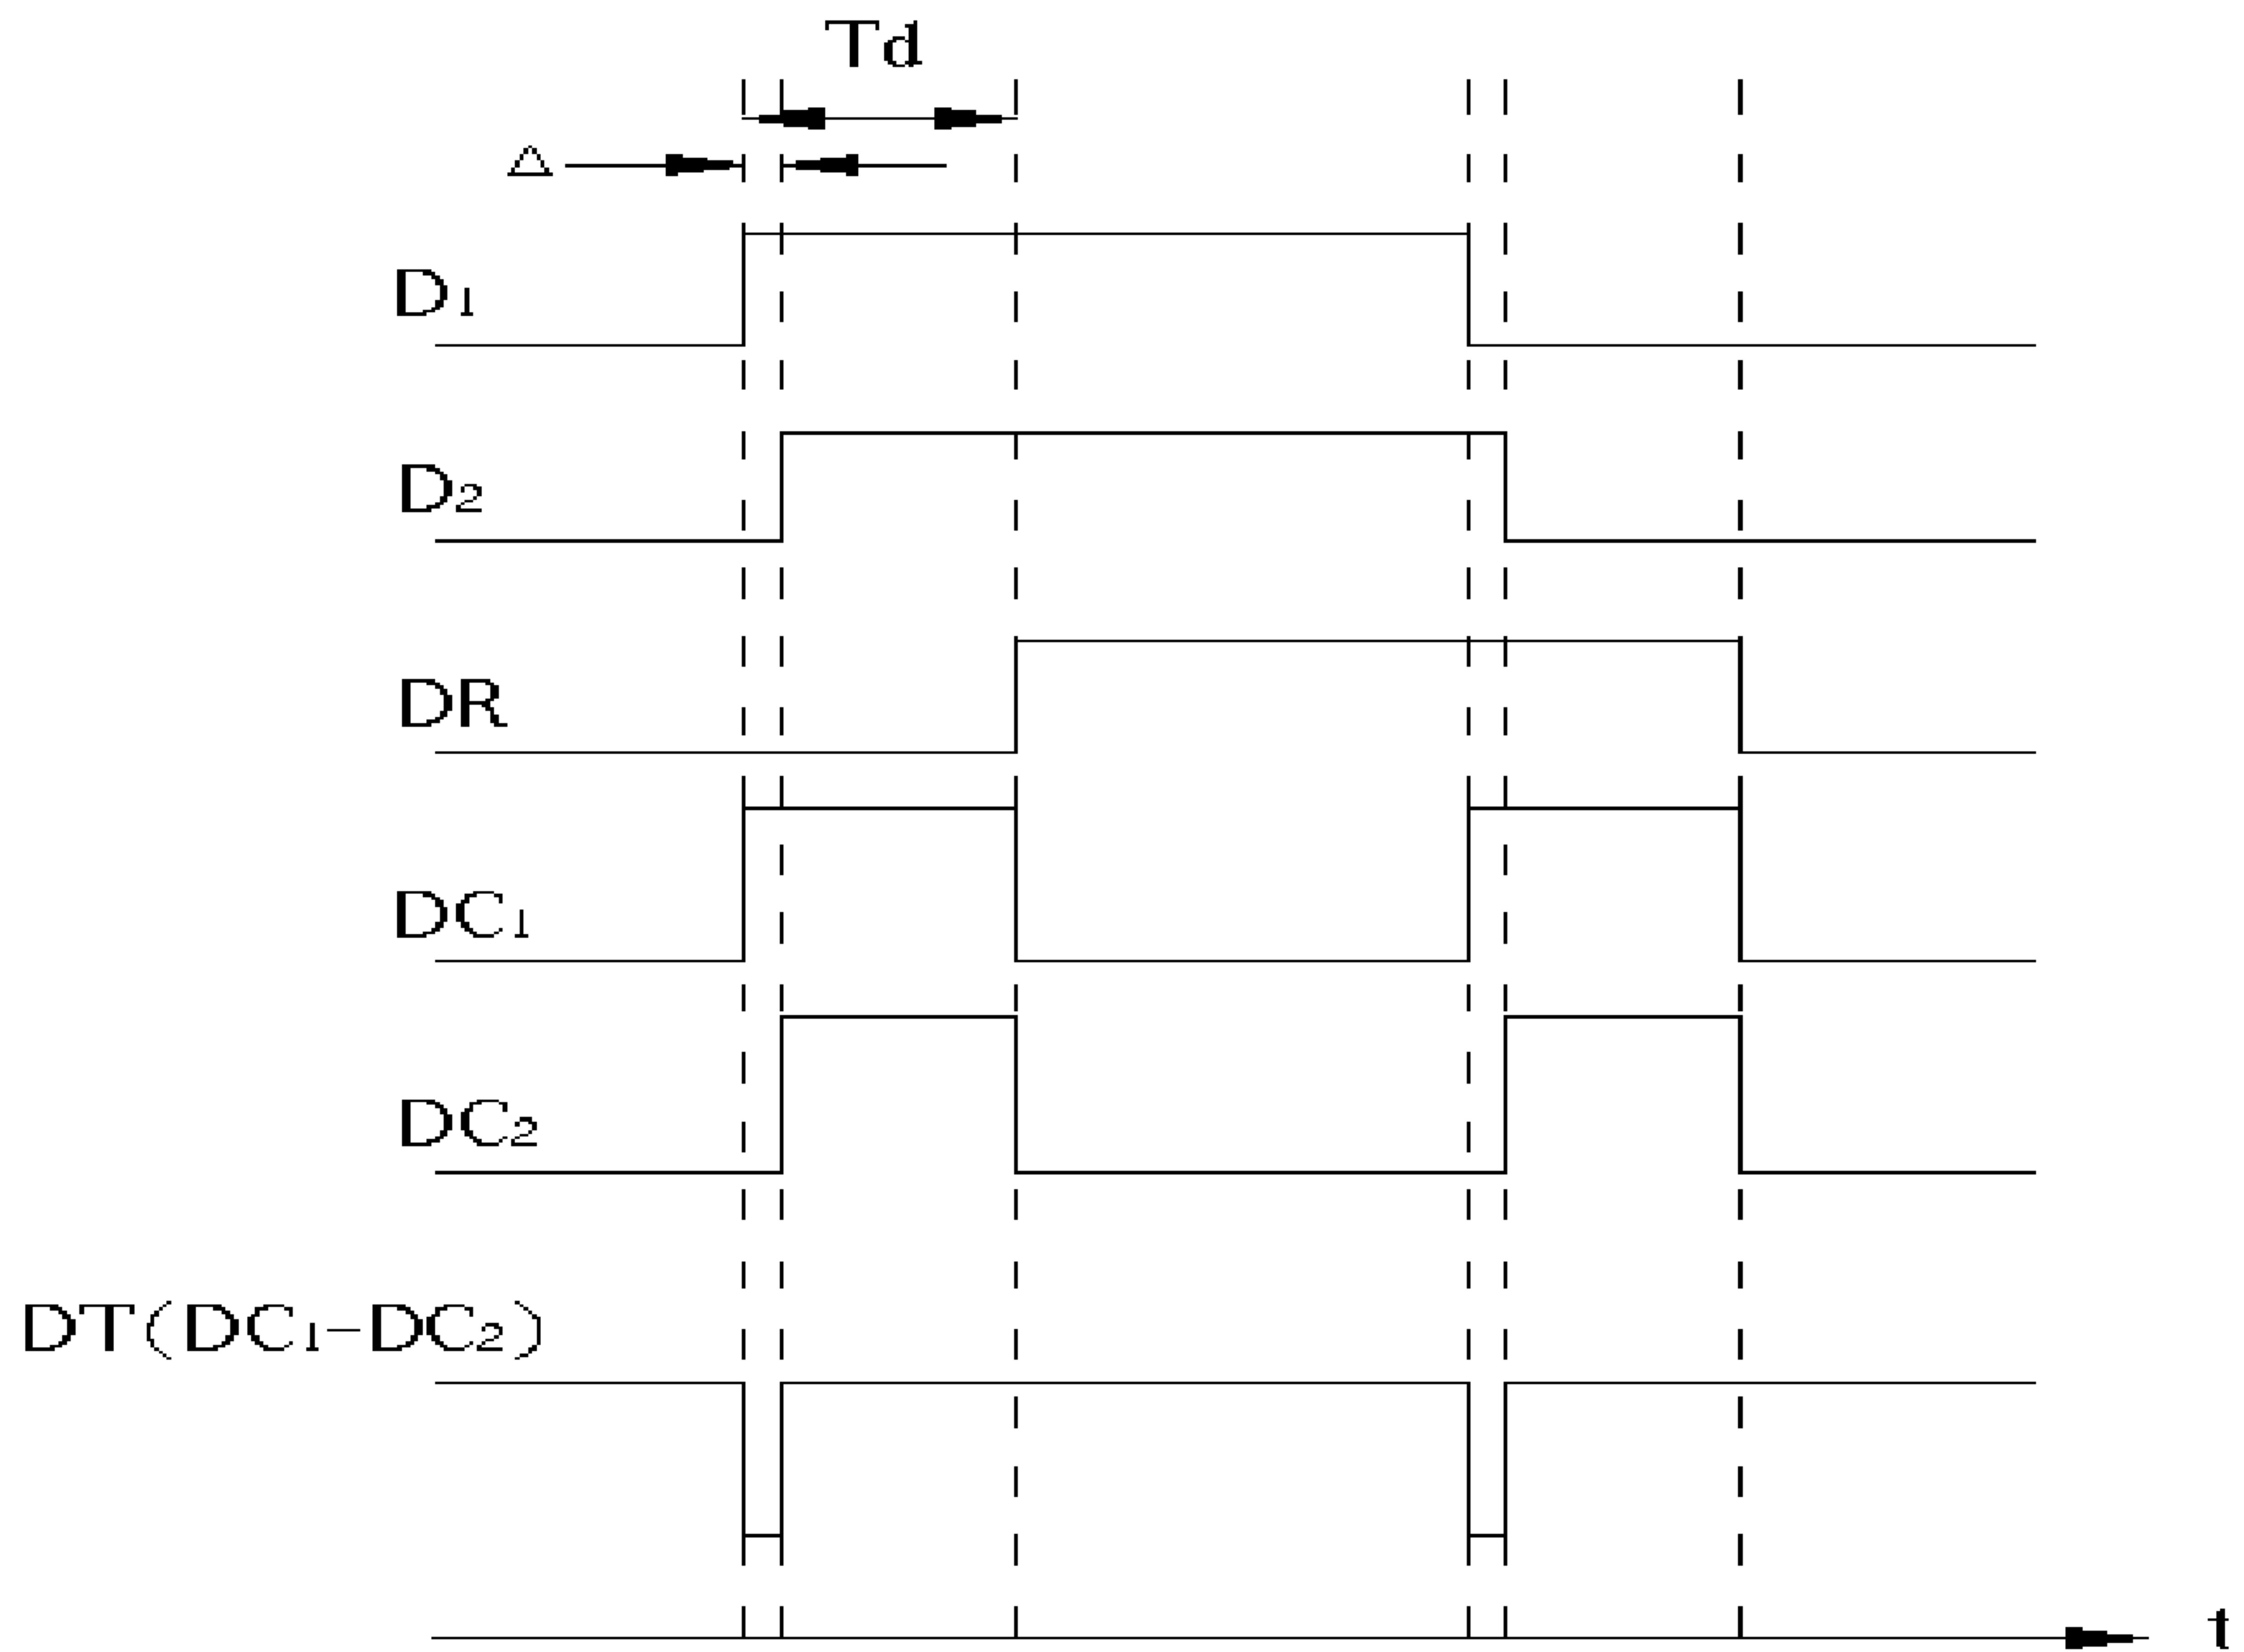 Td
△
D₁
D₂
DR
DC₁
DC₂
DT(DC₁-DC₂)
t